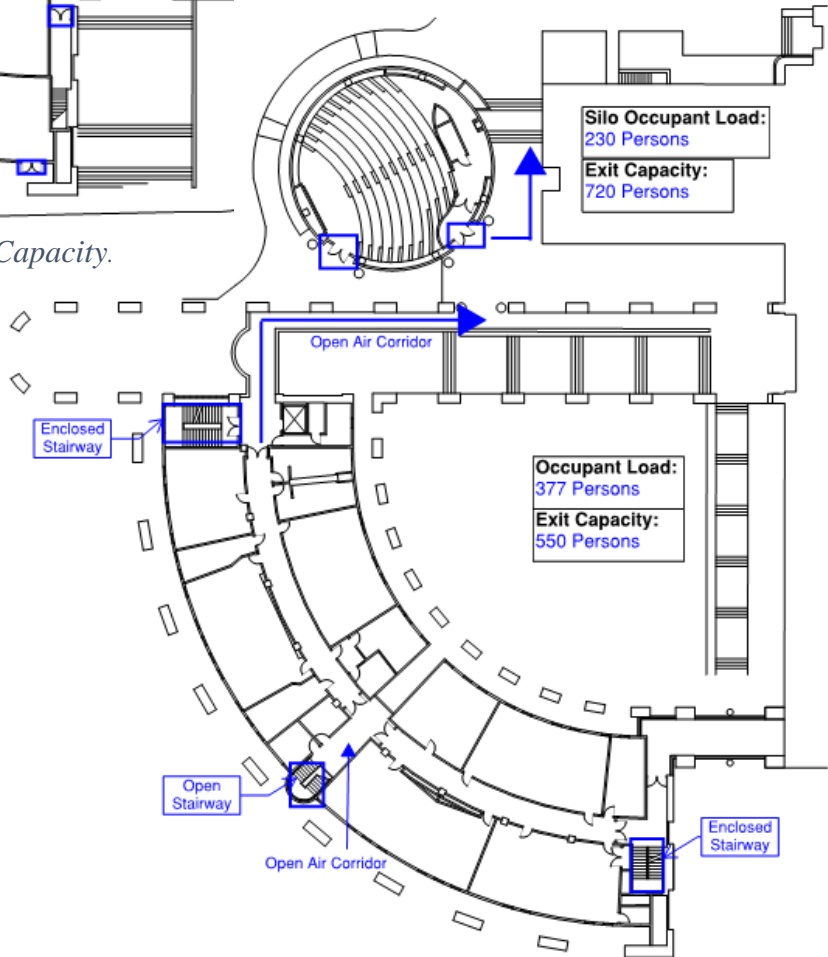 Silo Occupant Load:
230 Persons
Exit Capacity:
720 Persons
Capacity.
Open Air Corridor
Enclosed
Stairway
Occupant Load:
377 Persons
Exit Capacity:
550 Persons
Open
Stairway
Open Air Corridor
Enclosed
Stairway